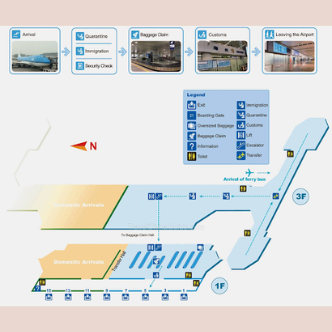 Arrival
Quarantine
Immigration
Security Check
Baggage Claim
Customs
Leaving the Airport
Legend
Exit
Immigration
Boarding Gate
Quarantine
Oversized Baggage
Customs
Baggage Claim
Lift
Information
Escalator
Toilet
Transfer
N
Arrival of ferry bus
3F
Domestic Arrivals
To Baggage Claim Hall
Domestic Arrivals
Transfer Hall
1F